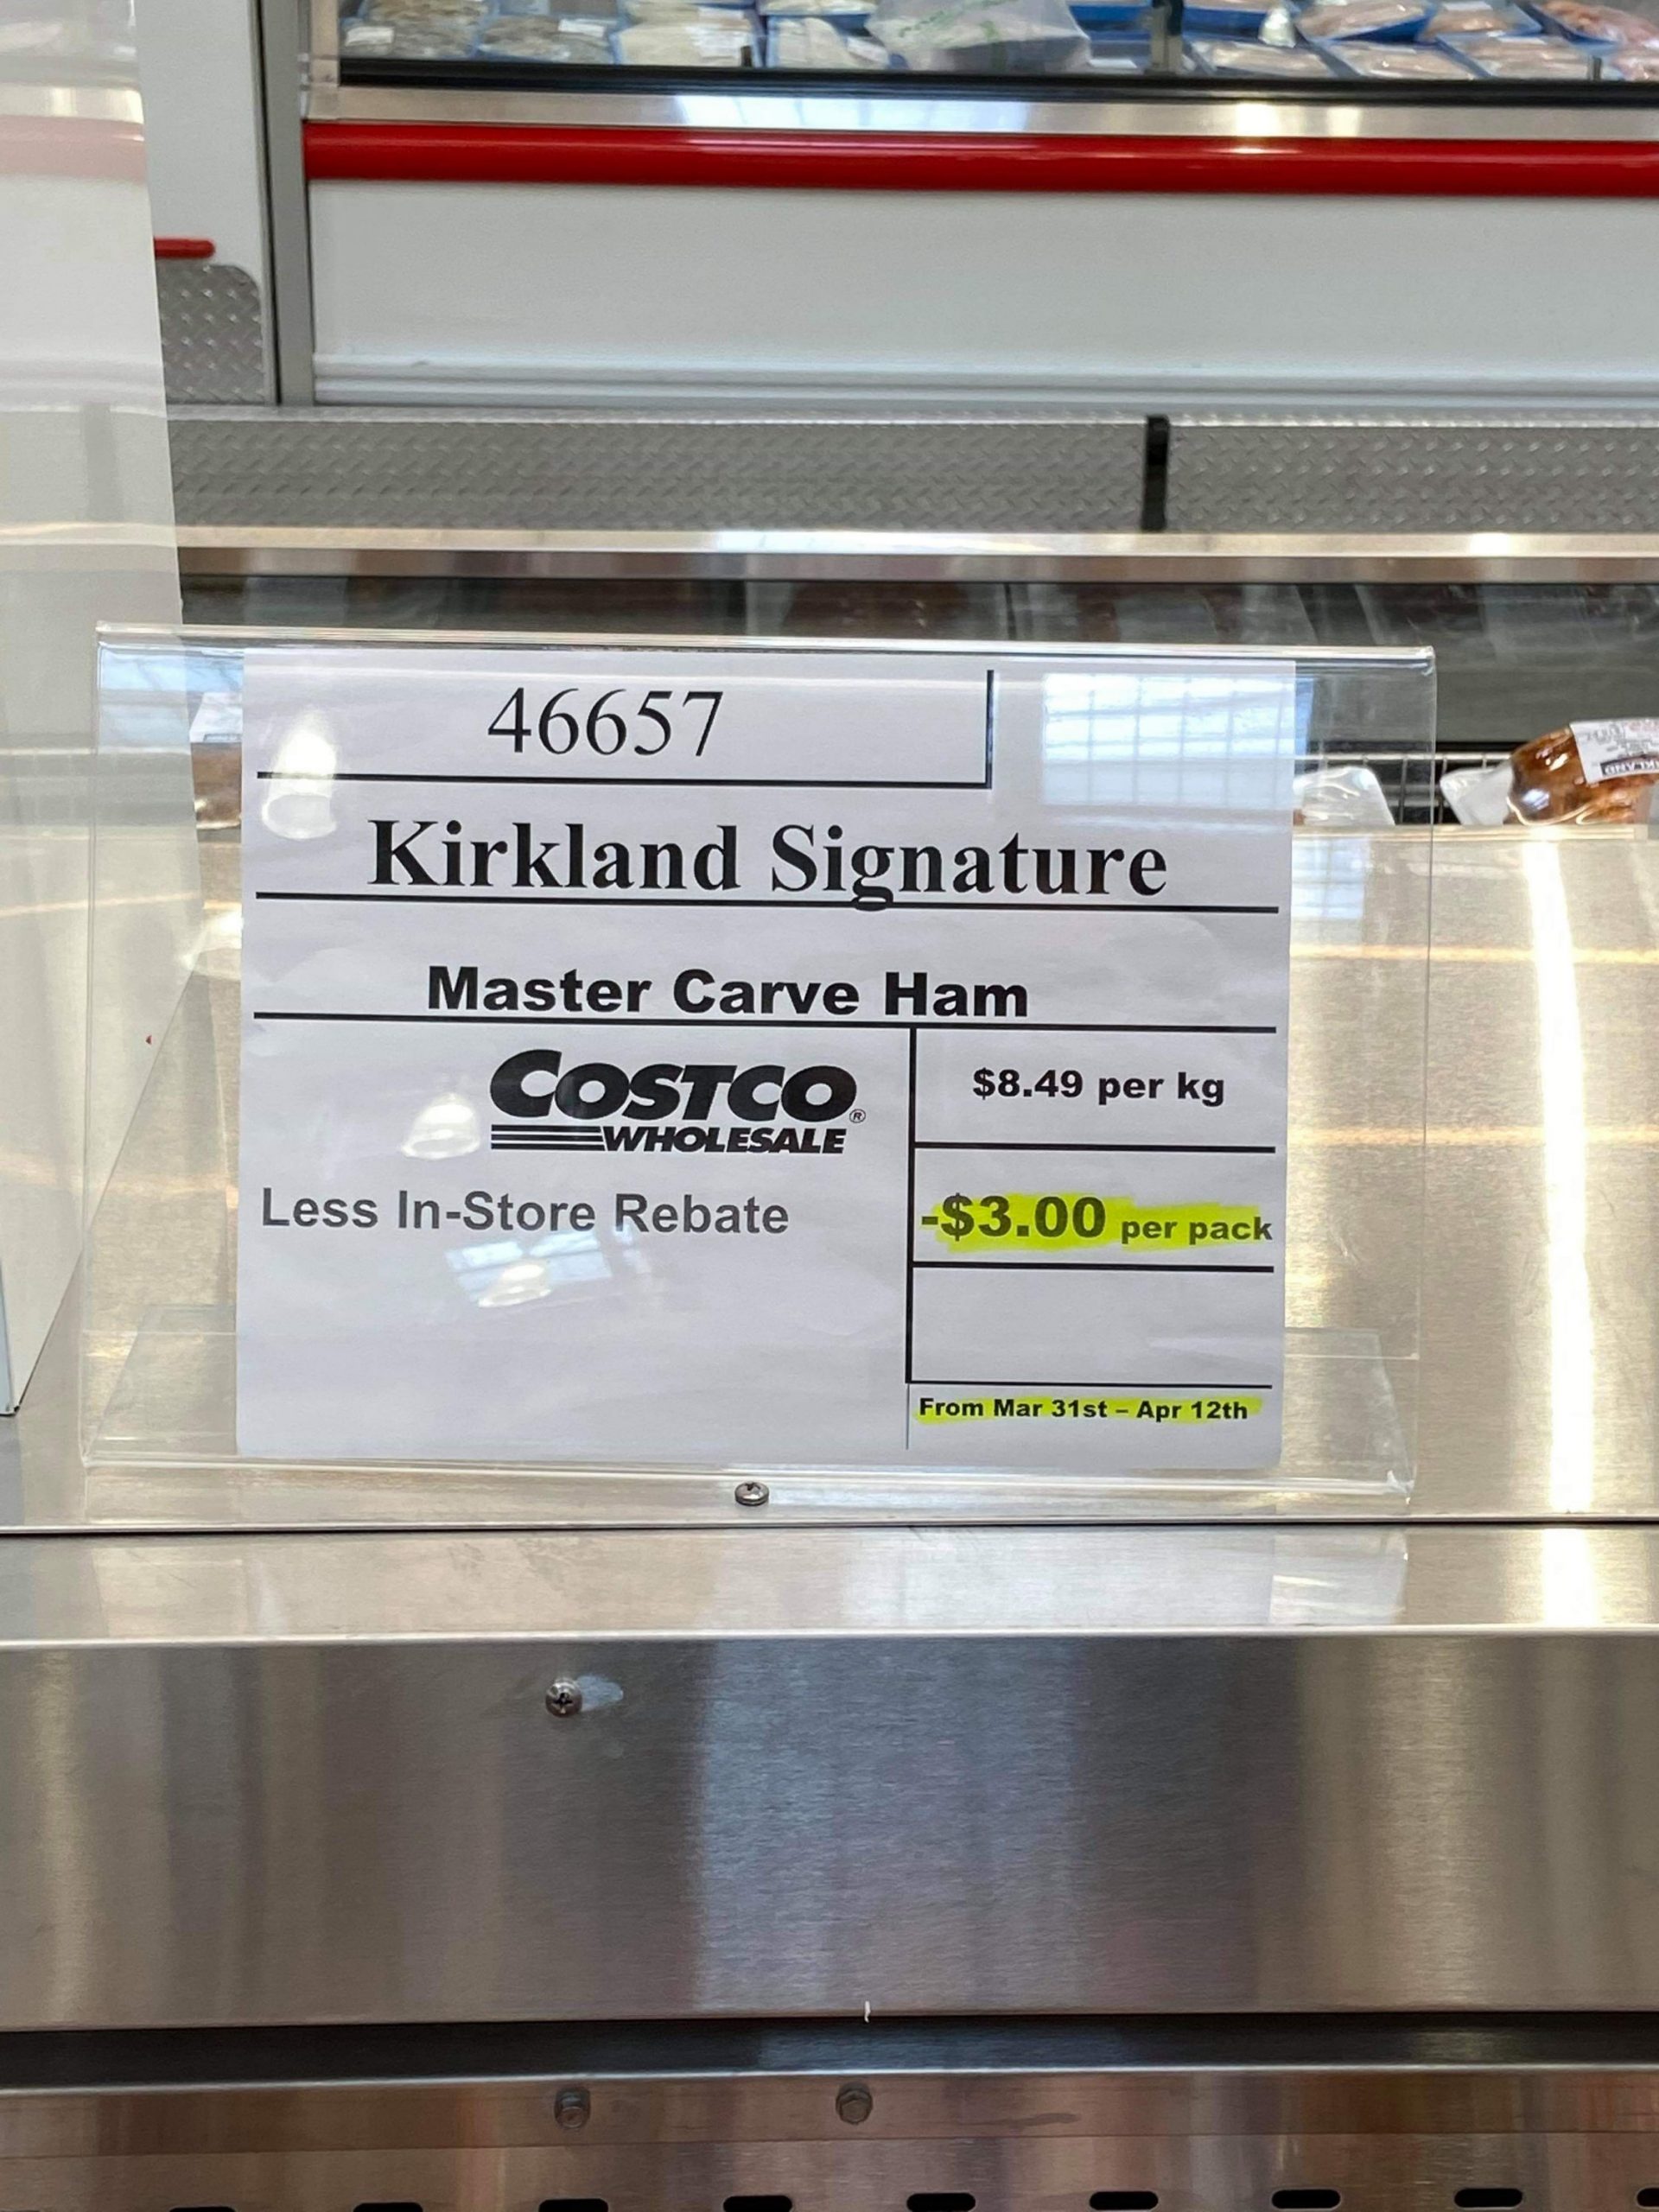 46657
Kirkland Signature
Master Carve Ham
COSTCO®
WHOLESALE
$8.49 per kg
Less In-Store Rebate
-$3.00 per pack
From Mar 31st – Apr 12th